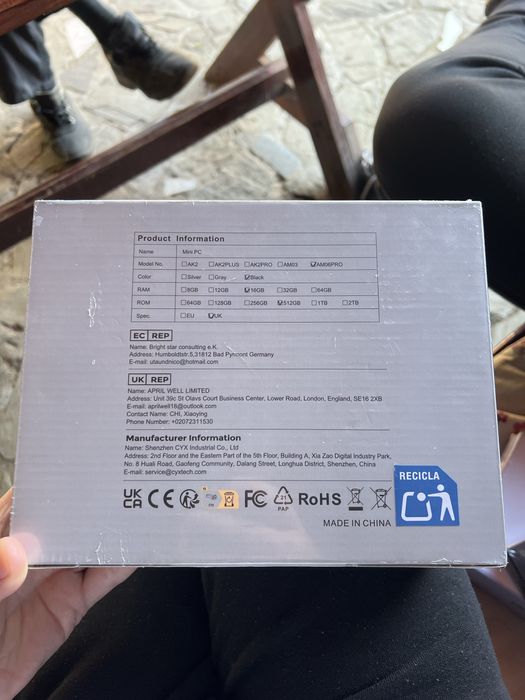 Product Information
Name Mini PC
Model No. ☐AK2 ☐AK2PLUS ☐AK2PRO ☐AM03 ☑AM06PRO
Color ☐Silver ☐Gray ☑Black
RAM ☐8GB ☐12GB ☑16GB ☐32GB ☐64GB
ROM ☐64GB ☐128GB ☐256GB ☑512GB ☐1TB ☐2TB
Spec. ☐EU ☑UK
EC REP
Name: Bright star consulting e.K.
Address: Humboldtstr.5,31812 Bad Pyrmont Germany
E-mail: utaundnico@hotmail.com
UK REP
Name: APRIL WELL LIMITED
Address: Unit 39c St Olavs Court Business Center, Lower Road, London, England, SE16 2XB
E-mail: aprilwell18@outlook.com
Contact Name: CHI, Xiaoying
Phone Number: +02072311530
Manufacturer Information
Name: Shenzhen CYX Industrial Co., Ltd
Address: 2nd Floor and the Eastern Part of the 5th Floor, Building A, Xia Zao Digital Industry Park,
No. 8 Huali Road, Gaofeng Community, Dalang Street, Longhua District, Shenzhen, China
E-mail: service@cyxtech.com
UK CA CE FC 21 PAP RoHS
RECICLA
MADE IN CHINA